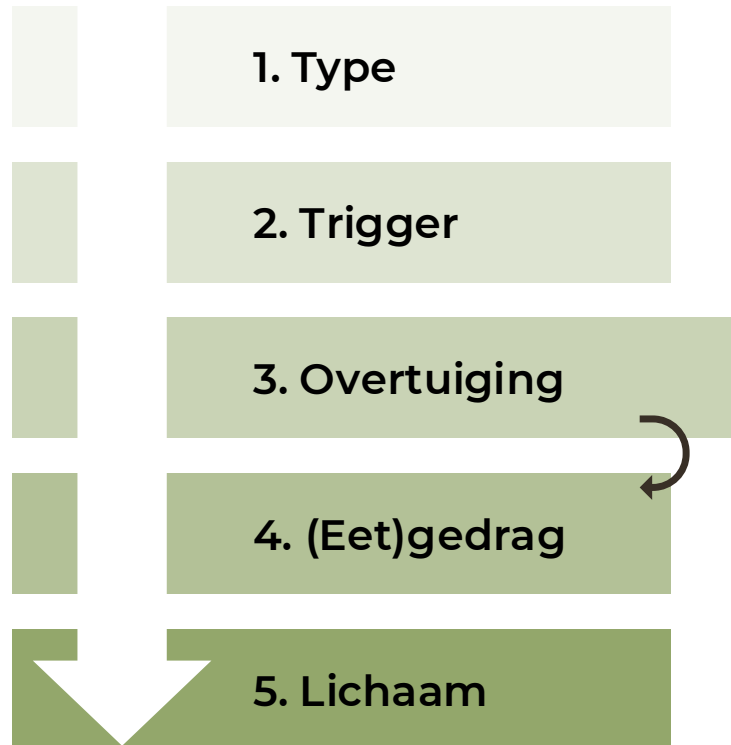 1. Type
2. Trigger
3. Overtuiging
4. (Eet)gedrag
5. Lichaam